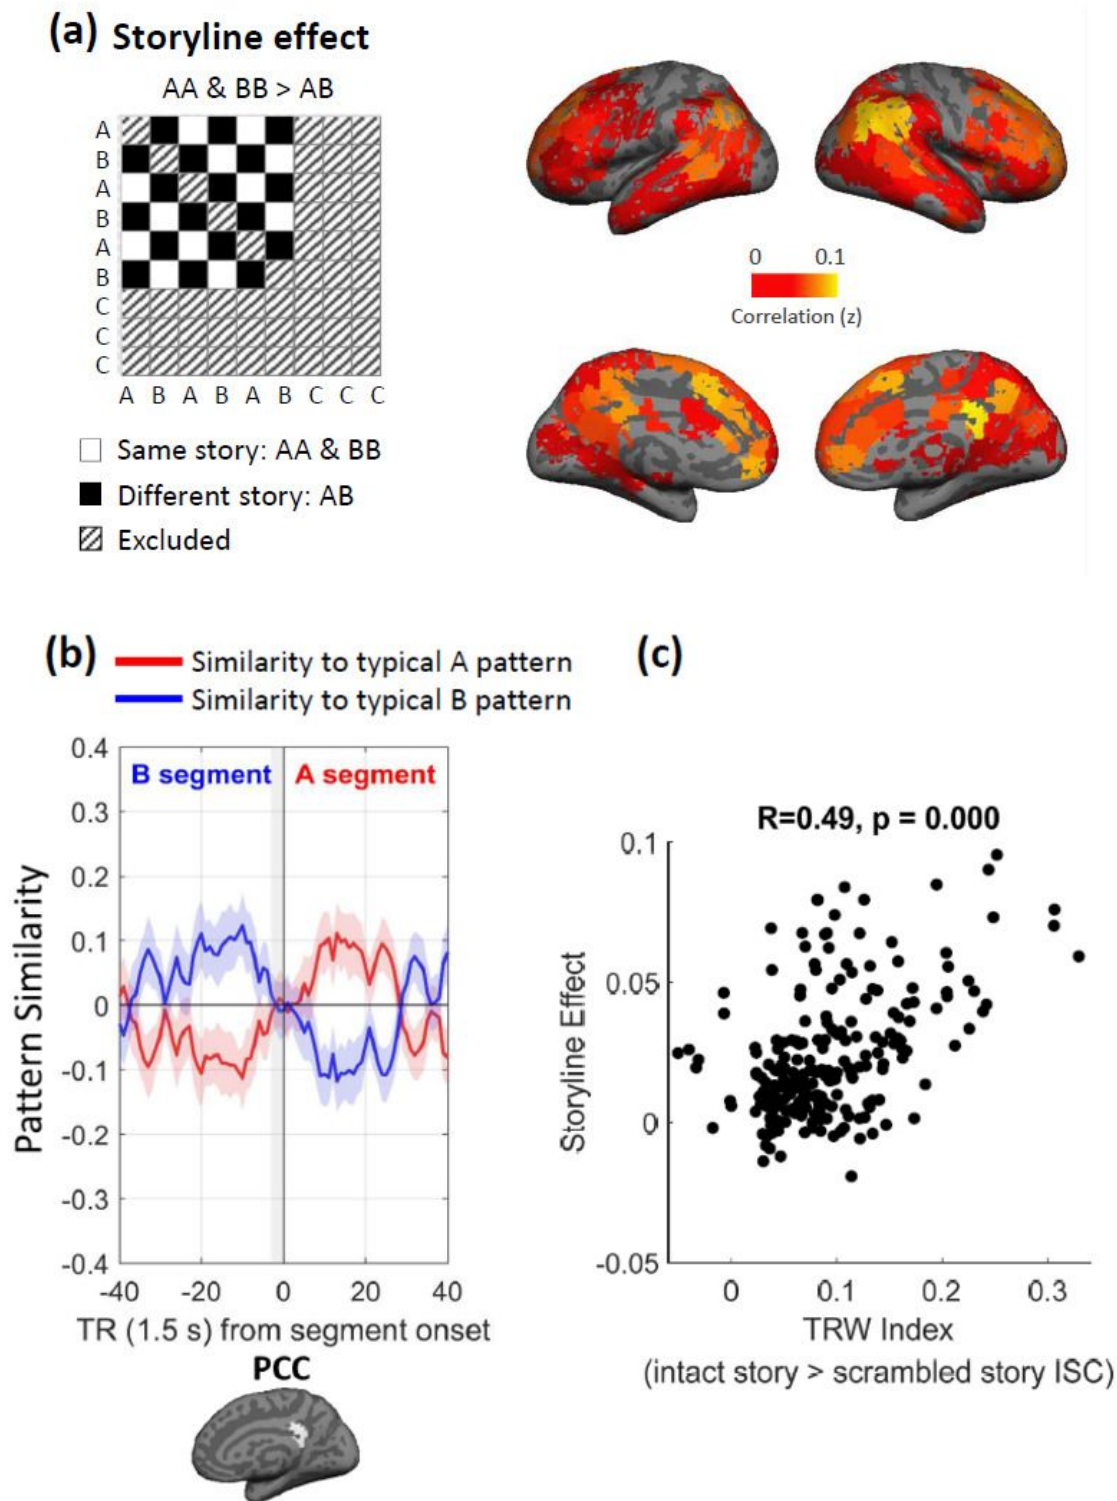 (a) Storyline effect
AA & BB > AB
A
B
A
B
A
B
C
C
C
A B A B A B C C C
Same story: AA & BB
Different story: AB
Excluded
0 0.1
Correlation (z)
(b)
Similarity to typical A pattern
Similarity to typical B pattern
B segment A segment
Pattern Similarity
0.4
0.3
0.2
0.1
0
-0.1
-0.2
-0.3
-0.4
-40 -20 0 20 40
TR (1.5 s) from segment onset
PCC
(c)
R=0.49, p = 0.000
Storyline Effect
0.1
0.05
0
-0.05
0 0.1 0.2 0.3
TRW Index
(intact story > scrambled story ISC)